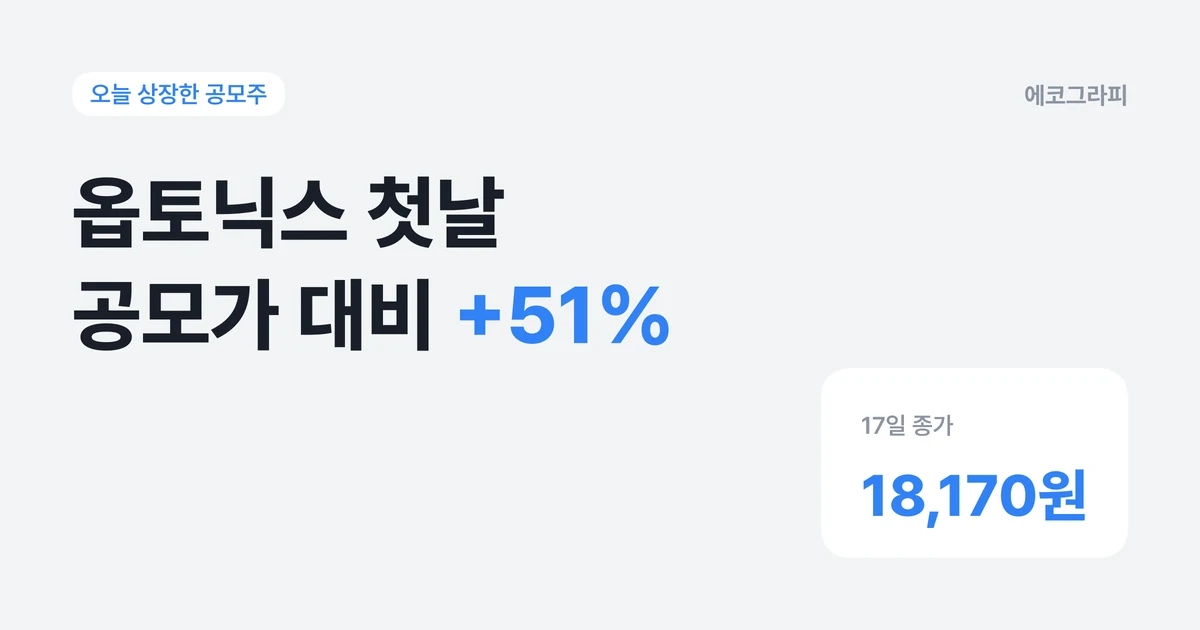 오늘 상장한 공모주
에코그라피
옵토닉스 첫날
공모가 대비 +51%
17일 종가
18,170원